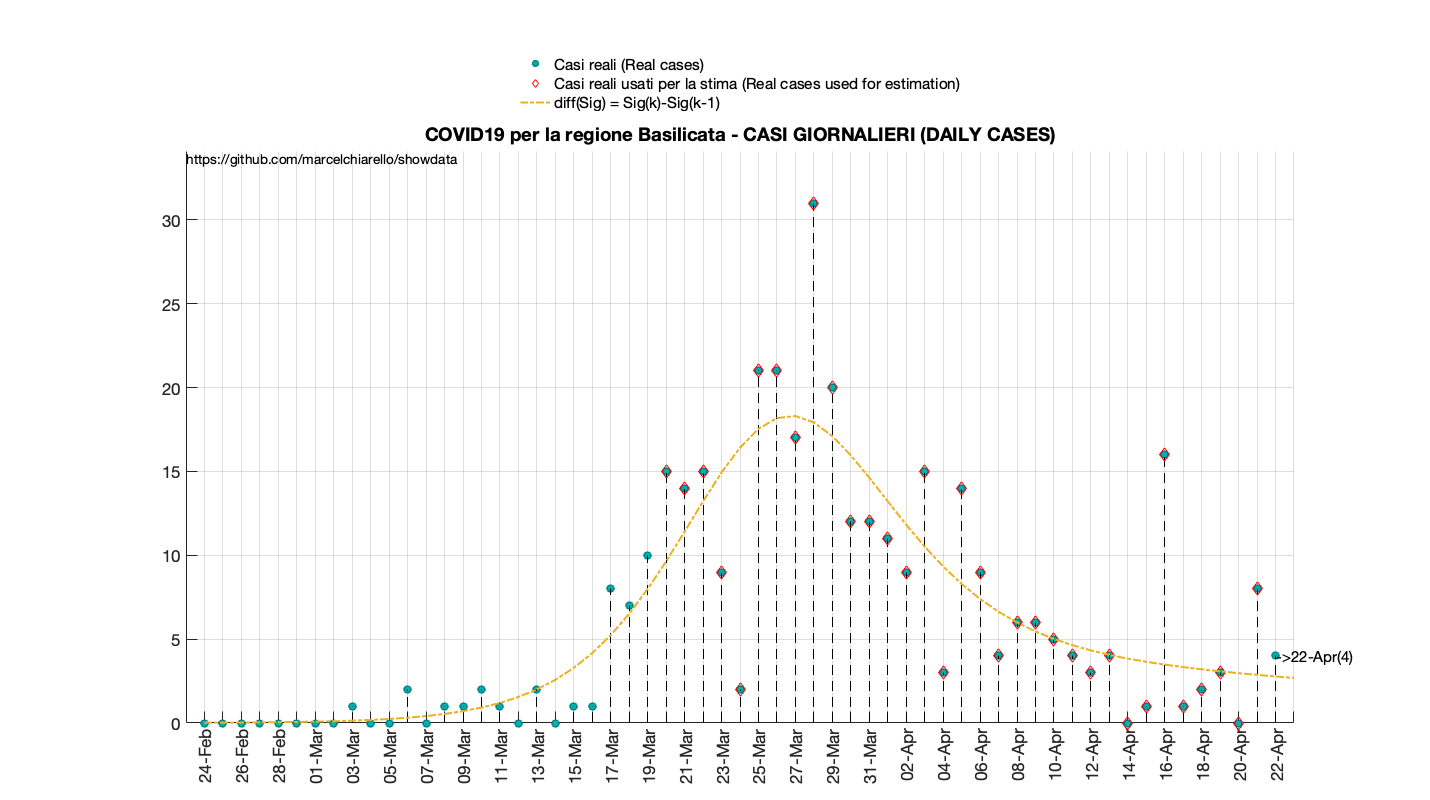 Casi reali (Real cases)
Casi reali usati per la stima (Real cases used for estimation)
diff(Sig) = Sig(k)-Sig(k-1)
COVID19 per la regione Basilicata - CASI GIORNALIERI (DAILY CASES)
https://github.com/marcelchiarello/showdata
30
25
20
15
10
5
0
->22-Apr(4)
24-Feb
26-Feb
28-Feb
01-Mar
03-Mar
05-Mar
07-Mar
09-Mar
11-Mar
13-Mar
15-Mar
17-Mar
19-Mar
21-Mar
23-Mar
25-Mar
27-Mar
29-Mar
31-Mar
02-Apr
04-Apr
06-Apr
08-Apr
10-Apr
12-Apr
14-Apr
16-Apr
18-Apr
20-Apr
22-Apr